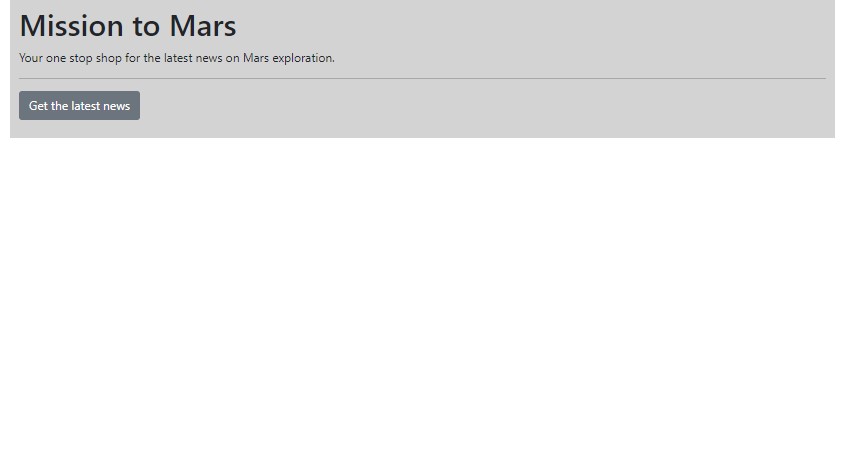 Mission to Mars
Your one stop shop for the latest news on Mars exploration.
Get the latest news